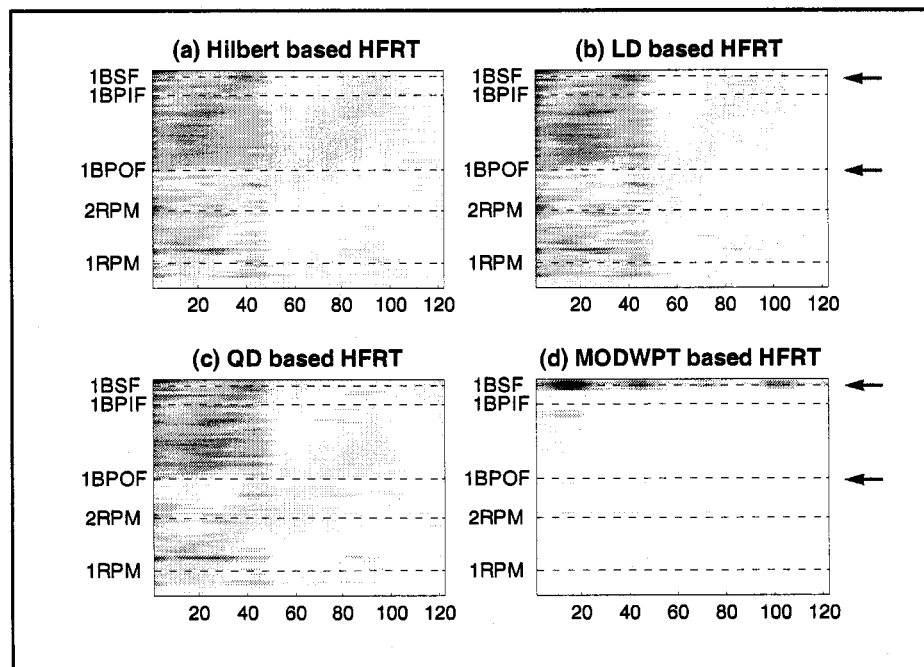 (a) Hilbert based HFRT
1BSF
1BPIF
1BPOF
2RPM
1RPM
20 40 60 80 100 120
(b) LD based HFRT
1BSF
1BPIF
1BPOF
2RPM
1RPM
20 40 60 80 100 120
(c) QD based HFRT
1BSF
1BPIF
1BPOF
2RPM
1RPM
20 40 60 80 100 120
(d) MODWPT based HFRT
1BSF
1BPIF
1BPOF
2RPM
1RPM
20 40 60 80 100 120